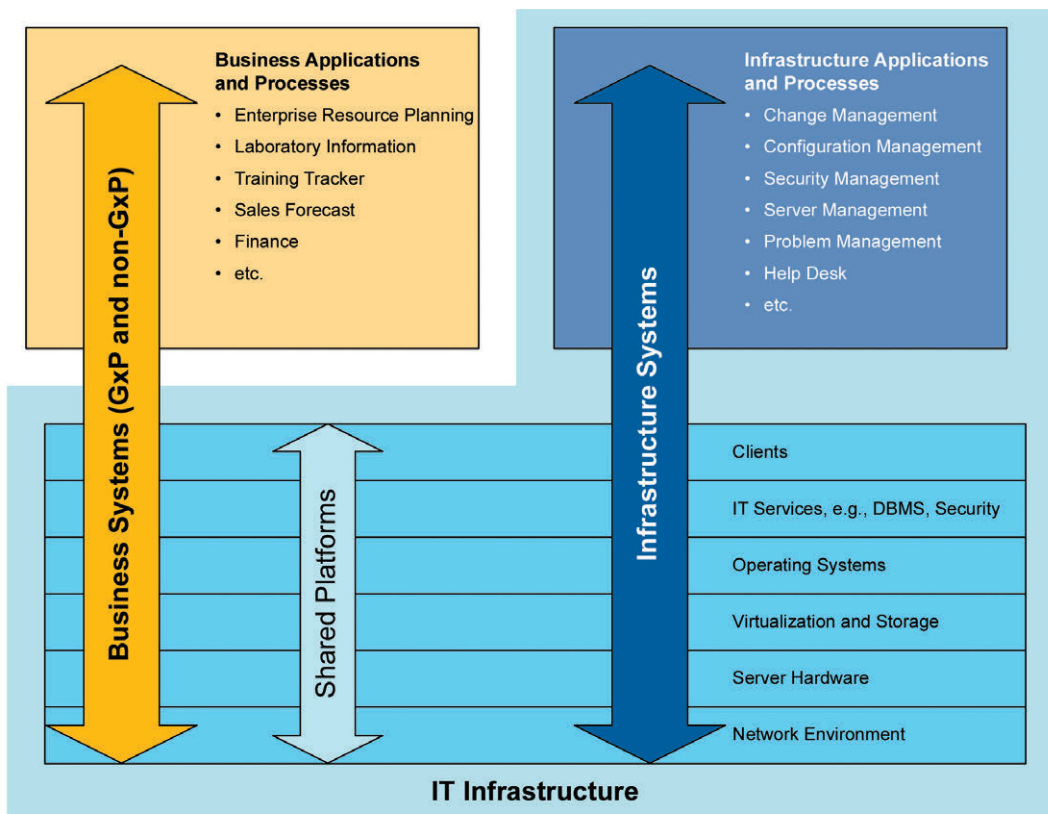 Business Applications
and Processes
• Enterprise Resource Planning
• Laboratory Information
• Training Tracker
• Sales Forecast
• Finance
• etc.
Business Systems (GxP and non-GxP)
Infrastructure Applications
and Processes
• Change Management
• Configuration Management
• Security Management
• Server Management
• Problem Management
• Help Desk
• etc.
Infrastructure Systems
Shared Platforms
Clients
IT Services, e.g., DBMS, Security
Operating Systems
Virtualization and Storage
Server Hardware
Network Environment
IT Infrastructure